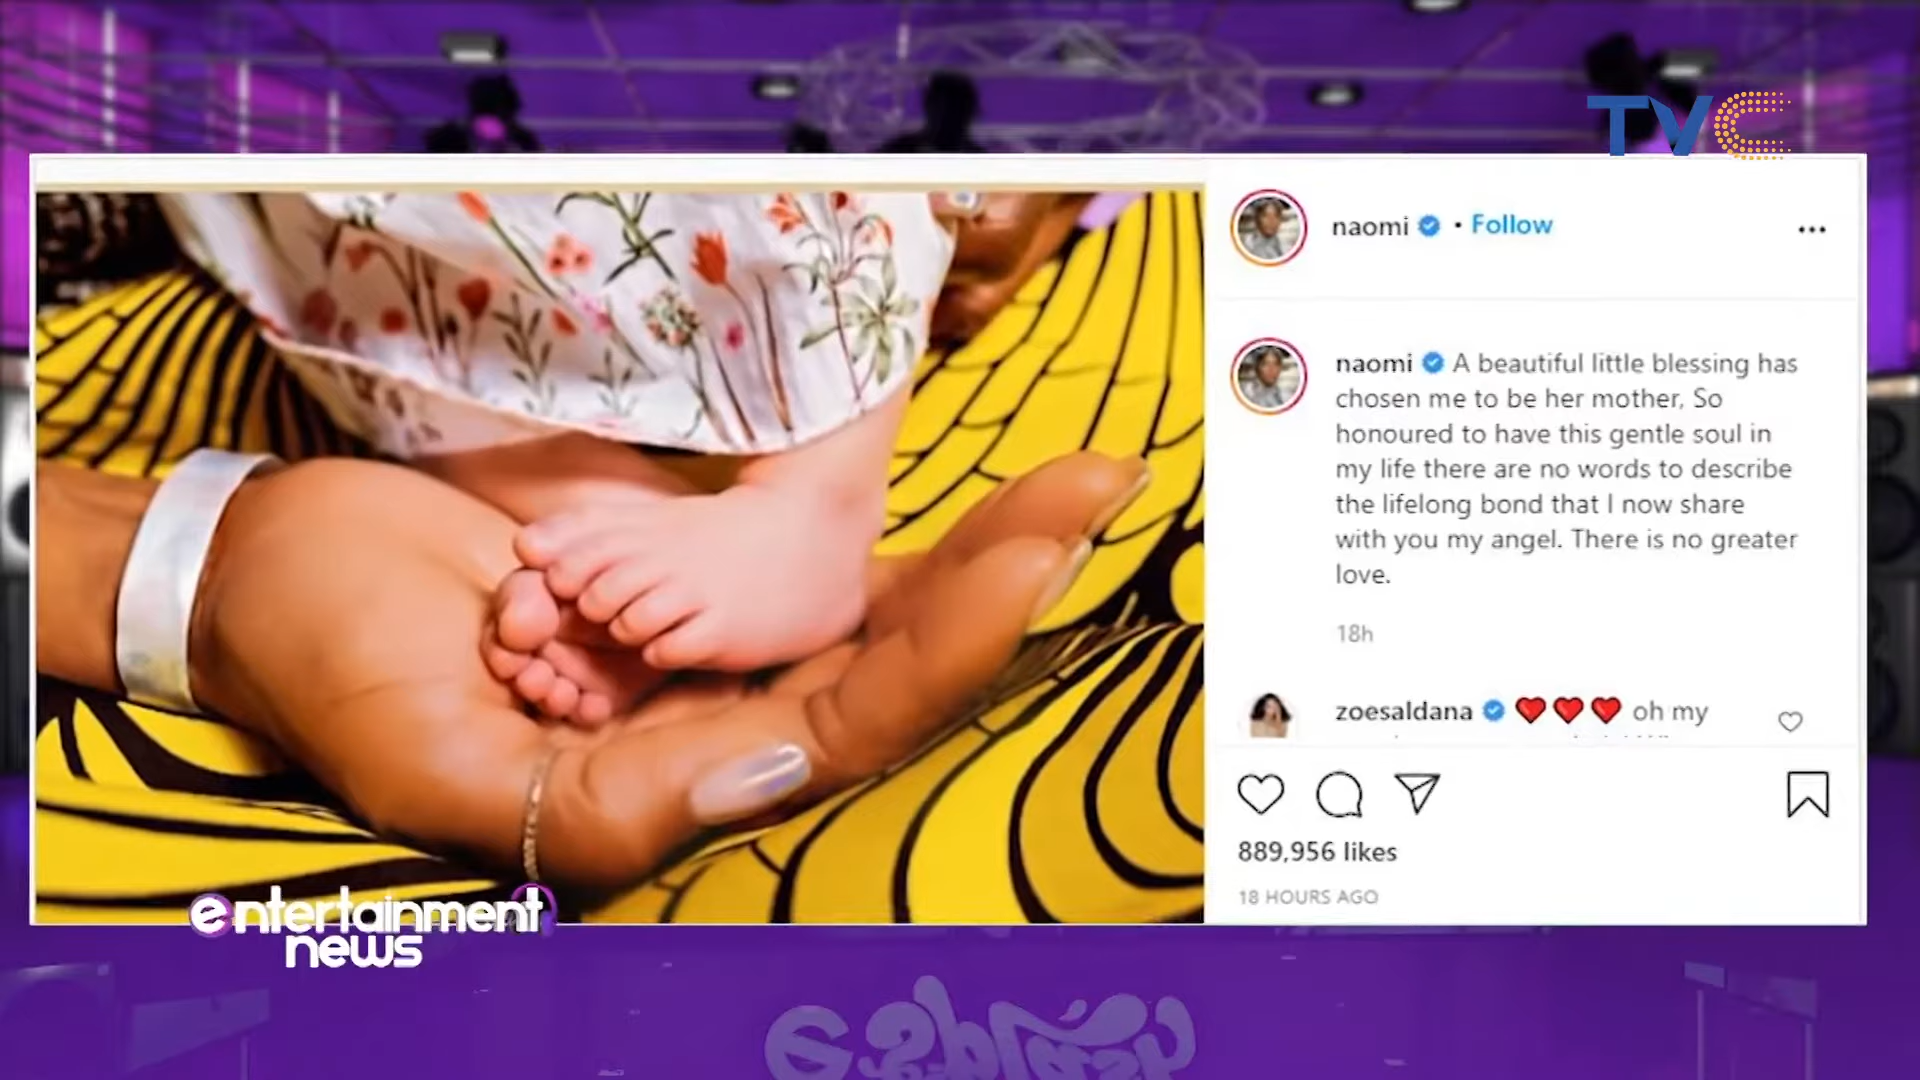 TVC
naomi • Follow
naomi A beautiful little blessing has
chosen me to be her mother, So
honoured to have this gentle soul in
my life there are no words to describe
the lifelong bond that I now share
with you my angel. There is no greater
love.
18h
zoesaldana ❤❤❤ oh my
889,956 likes
18 HOURS AGO
entertainment
news